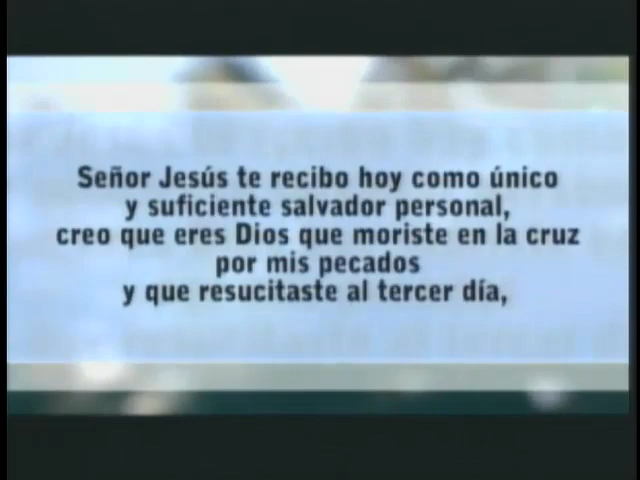 Señor Jesús te recibo hoy como único
y suficiente salvador personal,
creo que eres Dios que moriste en la cruz
por mis pecados
y que resucitaste al tercer día,